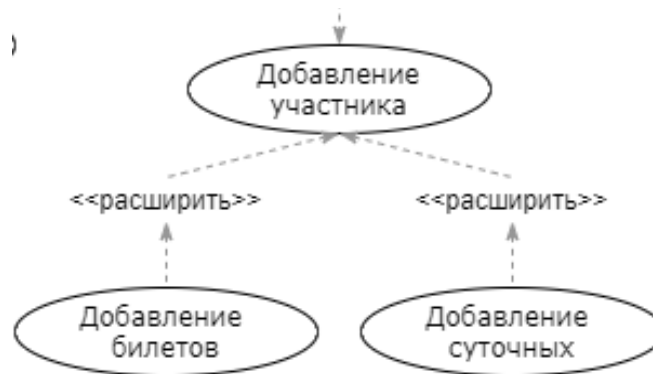 Добавление
участника
<<расширить>> <<расширить>>
Добавление
билетов
Добавление
суточных